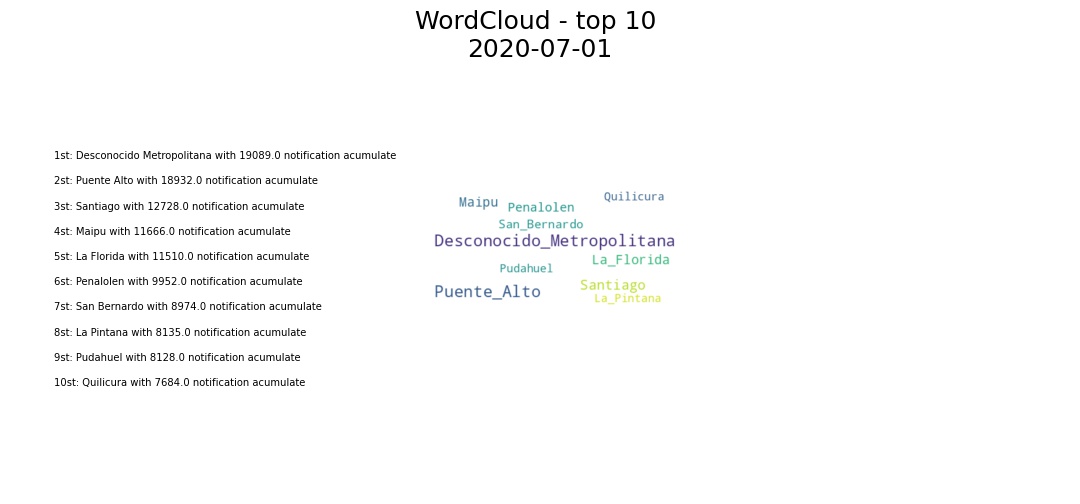 WordCloud - top 10
2020-07-01
1st: Desconocido Metropolitana with 19089.0 notification acumulate
2st: Puente Alto with 18932.0 notification acumulate
3st: Santiago with 12728.0 notification acumulate
4st: Maipu with 11666.0 notification acumulate
5st: La Florida with 11510.0 notification acumulate
6st: Penalolen with 9952.0 notification acumulate
7st: San Bernardo with 8974.0 notification acumulate
8st: La Pintana with 8135.0 notification acumulate
9st: Pudahuel with 8128.0 notification acumulate
10st: Quilicura with 7684.0 notification acumulate
Quilicura
Maipu
Penalolen
San_Bernardo
Desconocido_Metropolitana
La_Florida
Pudahuel
Santiago
Puente_Alto
La_Pintana